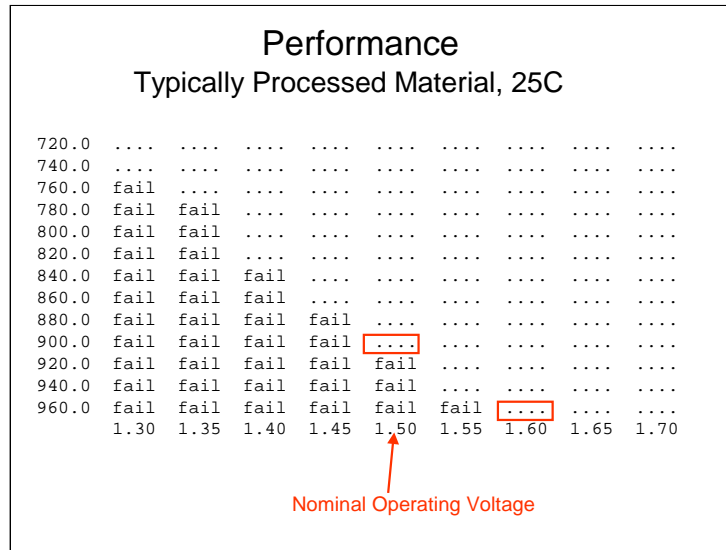 Performance
Typically Processed Material, 25C
720.0 .... .... .... .... .... .... .... .... ....
740.0 .... .... .... .... .... .... .... .... ....
760.0 fail .... .... .... .... .... .... .... ....
780.0 fail fail .... .... .... .... .... .... ....
800.0 fail fail .... .... .... .... .... .... ....
820.0 fail fail .... .... .... .... .... .... ....
840.0 fail fail fail .... .... .... .... .... ....
860.0 fail fail fail .... .... .... .... .... ....
880.0 fail fail fail fail .... .... .... .... ....
900.0 fail fail fail fail .... .... .... .... ....
920.0 fail fail fail fail fail .... .... .... ....
940.0 fail fail fail fail fail .... .... .... ....
960.0 fail fail fail fail fail fail .... .... ....
1.30 1.35 1.40 1.45 1.50 1.55 1.60 1.65 1.70
Nominal Operating Voltage